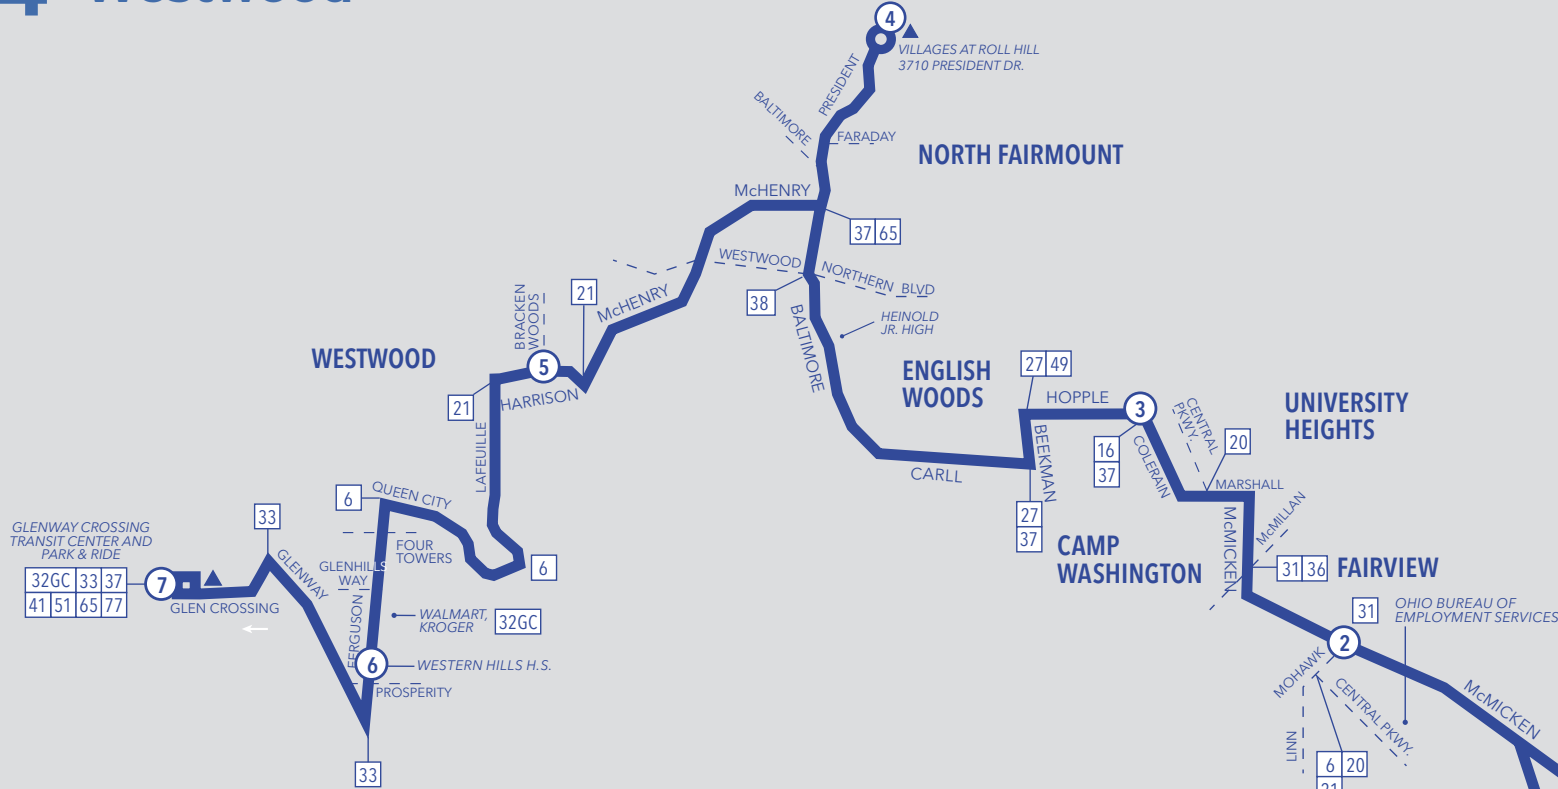 Westwood
4
VILLAGES AT ROLL HILL
3710 PRESIDENT DR.
PRESIDENT
BALTIMORE
FARADAY
NORTH FAIRMOUNT
McHENRY
37 65
WESTWOOD
NORTHERN
BLVD
38
HEINOLD
JR. HIGH
BALTIMORE
21
BRACKEN
WOODS
McHENRY
WESTWOOD
5
HARRISON
21
LAFEUILLE
ENGLISH
WOODS
27 49
HOPPLE
3
CENTRAL
PKWY.
UNIVERSITY
HEIGHTS
16
37
COLERAIN
20
MARSHALL
BEEKMAN
CARLL
27
37
CAMP
WASHINGTON
McMICKEN
McMILLAN
31 36
FAIRVIEW
31
OHIO BUREAU OF
EMPLOYMENT SERVICES
2
MOHAWK
CENTRAL PKWY.
McMICKEN
LINN
6 20
6
QUEEN CITY
33
FOUR
TOWERS
6
GLENHILLS
WAY
GLENWAY CROSSING
TRANSIT CENTER AND
PARK & RIDE
32GC 33 37
41 51 65 77
7
GLEN CROSSING
GLENWAY
FERGUSON
WALMART,
KROGER
32GC
6
WESTERN HILLS H.S.
PROSPERITY
33